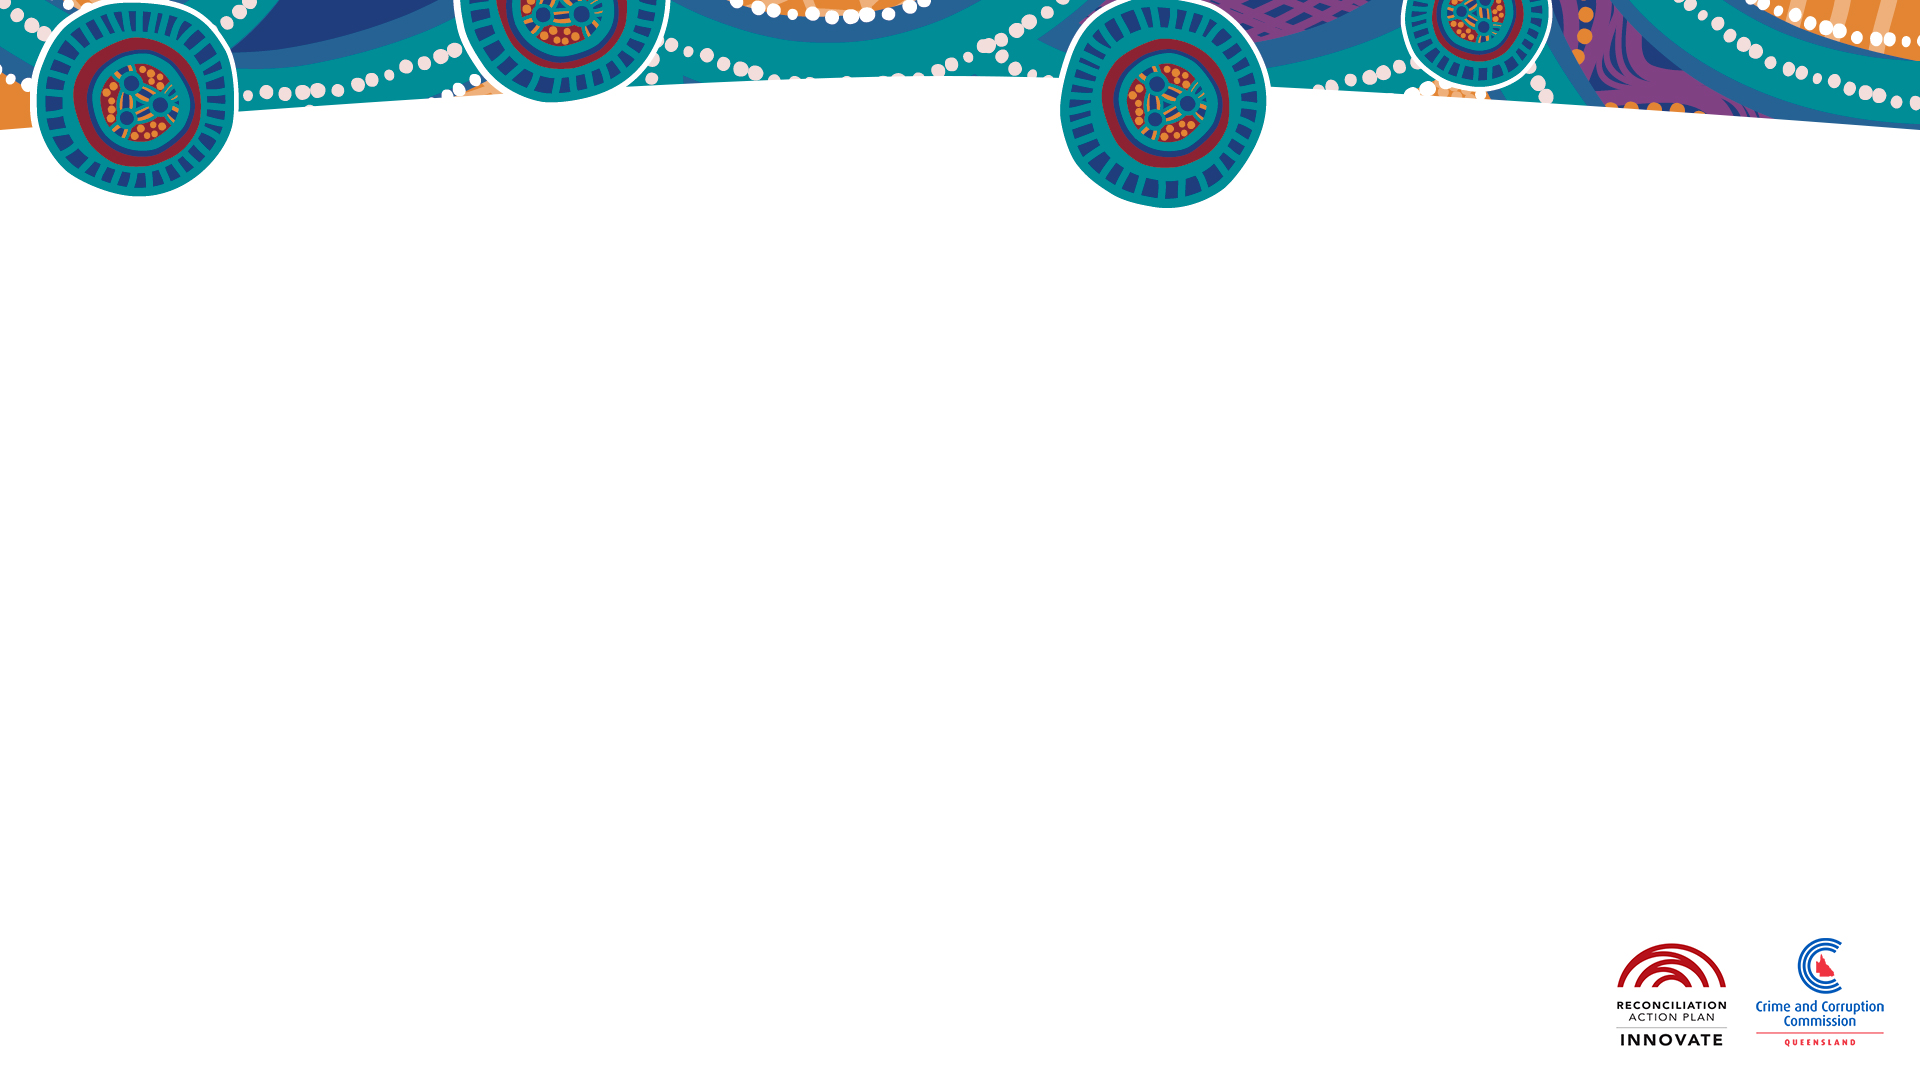 RECONCILIATION
ACTION PLAN
INNOVATE
Crime and Corruption
Commission
QUEENSLAND